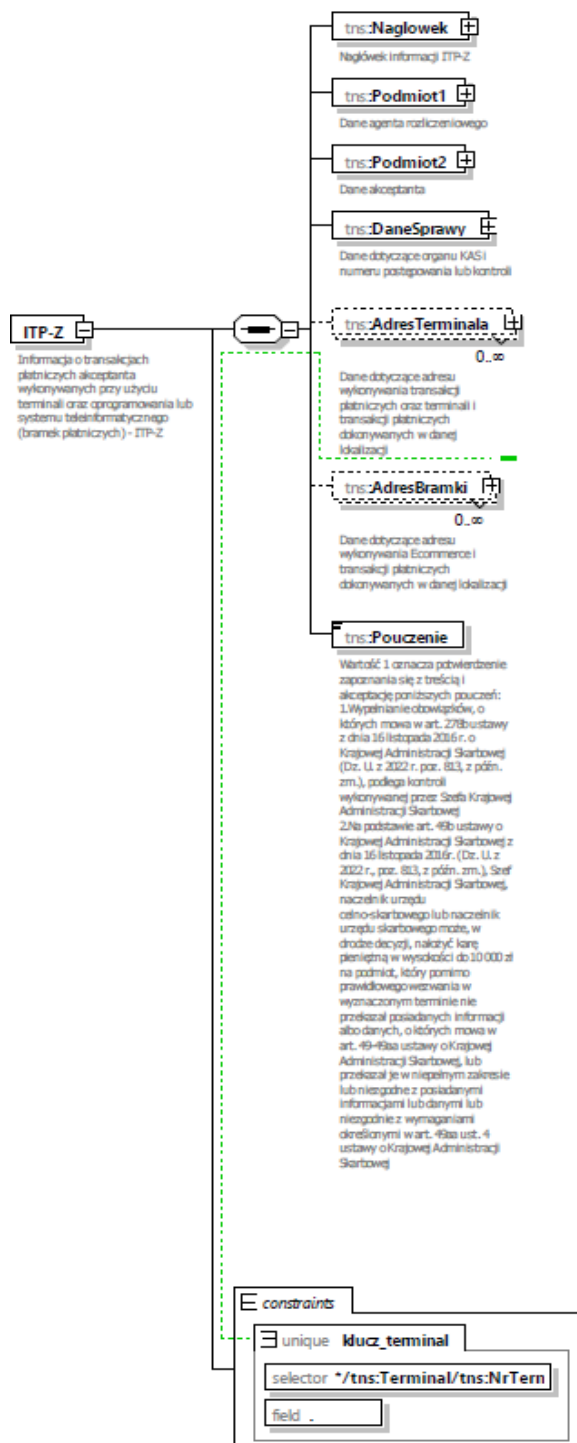 tns:Naglowek
Nagłówek informacji ITP-Z
tns:Podmiot1
Dane agenta rozliczeniowego
tns:Podmiot2
Dane akceptanta
tns:DaneSprawy
Dane dotyczące organu KAS i
numeru postępowania lub kontroli
ITP-Z
Informacja o transakcjach
płatniczych akceptanta
wykonywanych przy użyciu
terminali oraz oprogramowania lub
systemu teleinformatycznego
(bramek płatniczych) - ITP-Z
tns:AdresTerminala
0..∞
Dane dotyczące adresu
wykonywania transakcji
płatniczych oraz terminali i
transakcji płatniczych
dokonywanych w danej
lokalizacji
tns:AdresBramki
0..∞
Dane dotyczące adresu
wykonywania Ecommerce i
transakcji płatniczych
dokonywanych w danej lokalizacji
tns:Pouczenie
Wartość 1 oznacza potwierdzenie
zapoznania się z treścią i
akceptację poniższych pouczeń:
1.Wypełnianie obowiązków, o
których mowa w art. 278b ustawy
z dnia 16 listopada 2016 r. o
Krajowej Administracji Skarbowej
(Dz. U. z 2022 r. poz. 813, z późn.
zm.), podlega kontroli
wykonywanej przez Szefa Krajowej
Administracji Skarbowej
2.Na podstawie art. 49b ustawy o
Krajowej Administracji Skarbowej z
dnia 16 listopada 2016r. (Dz. U. z
2022 r., poz. 813, z późn. zm.), Szef
Krajowej Administracji Skarbowej,
naczelnik urzędu
celno-skarbowego lub naczelnik
urzędu skarbowego może, w
drodze decyzji, nałożyć karę
pieniężną w wysokości do 10 000 zł
na podmiot, który pomimo
prawidłowego wezwania w
wyznaczonym terminie nie
przekazał posiadanych informacji
albo danych, o których mowa w
art. 49-49aa ustawy o Krajowej
Administracji Skarbowej, lub
przekazał je w niepełnym zakresie
lub niezgodne z posiadanymi
informacjami lub danymi lub
niezgodnie z wymaganiami
określonymi w art. 49aa ust. 4
ustawy o Krajowej Administracji
Skarbowej
constraints
unique klucz_terminal
selector */tns:Terminal/tns:NrTern
field .